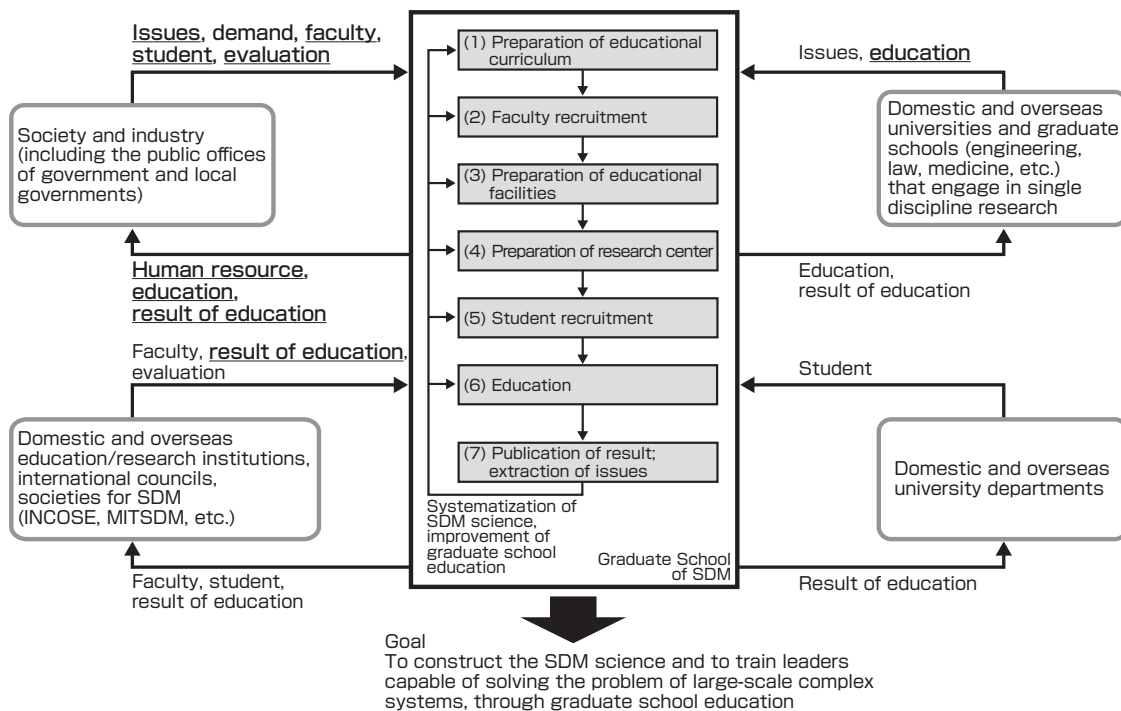 Issues, demand, faculty,
student, evaluation
Society and industry
(including the public offices
of government and local
governments)
Human resource,
education,
result of education
Faculty, result of education,
evaluation
Domestic and overseas
education/research institutions,
international councils,
societies for SDM
(INCOSE, MITSDM, etc.)
Faculty, student,
result of education
(1) Preparation of educational
curriculum
(2) Faculty recruitment
(3) Preparation of educational
facilities
(4) Preparation of research center
(5) Student recruitment
(6) Education
(7) Publication of result;
extraction of issues
Systematization of
SDM science,
improvement of
graduate school
education
Graduate School
of SDM
Issues, education
Domestic and overseas
universities and graduate
schools (engineering,
law, medicine, etc.)
that engage in single
discipline research
Education,
result of education
Student
Domestic and overseas
university departments
Result of education
Goal
To construct the SDM science and to train leaders
capable of solving the problem of large-scale complex
systems, through graduate school education